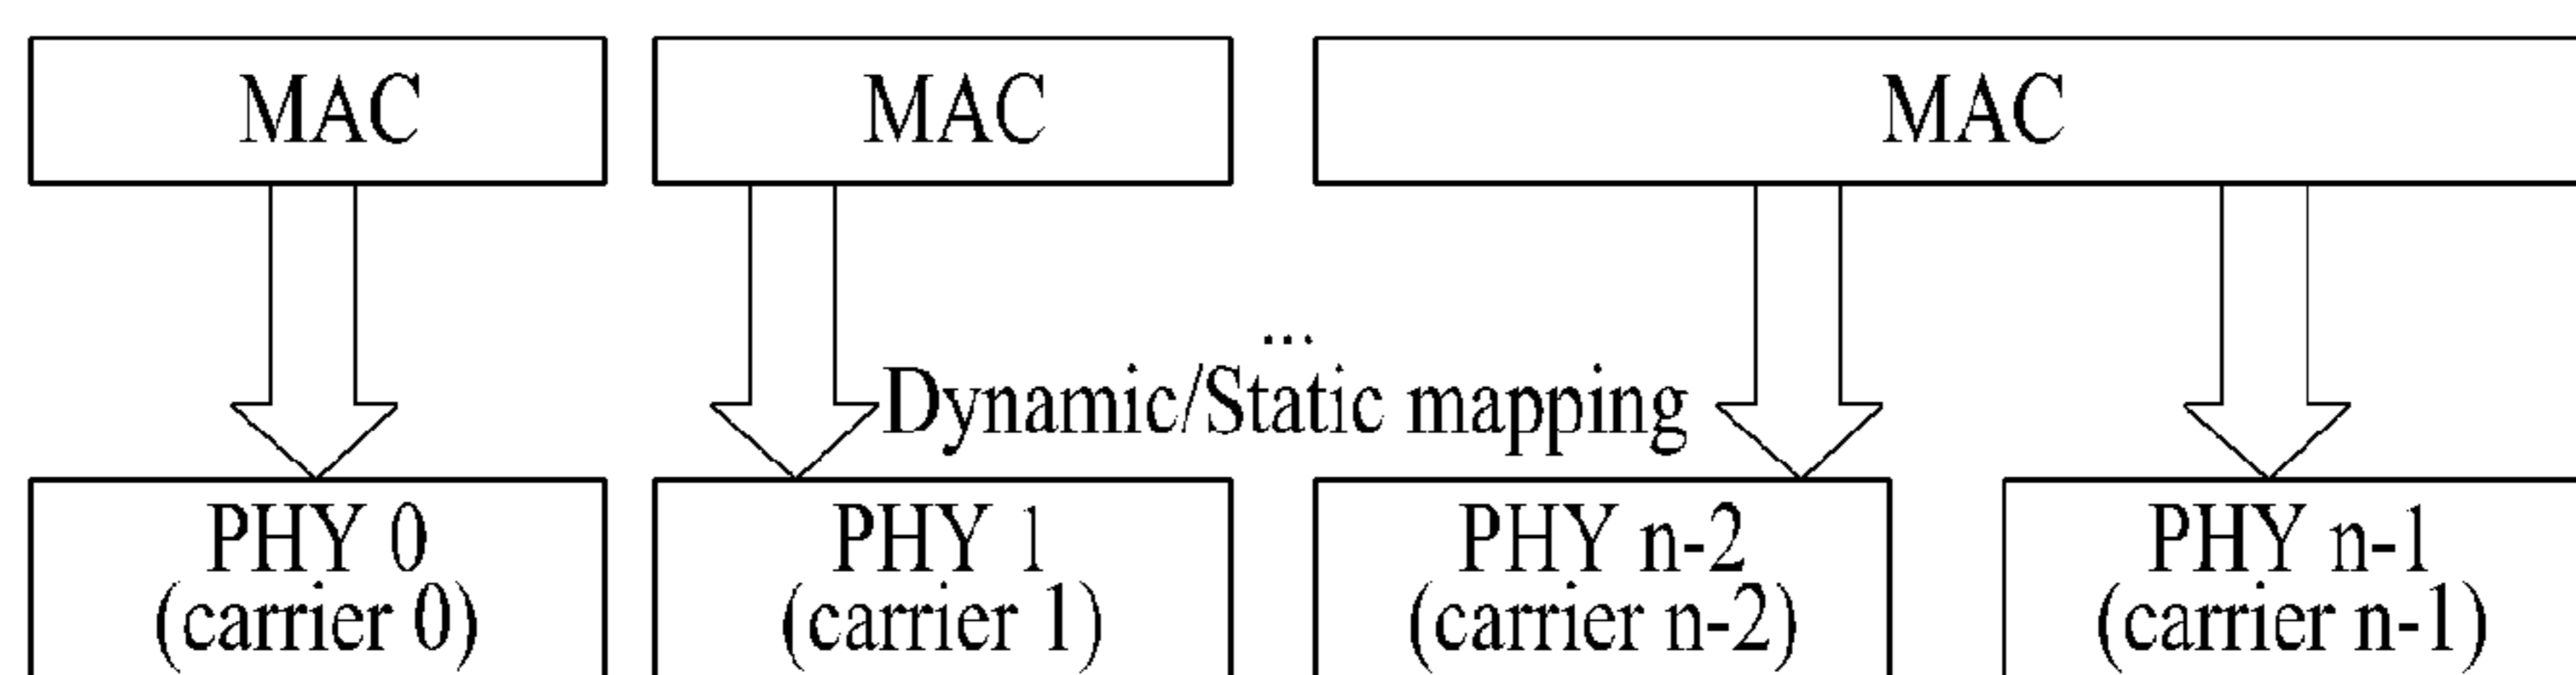 MAC
MAC
MAC
...
Dynamic/Static mapping
PHY 0
(carrier 0)
PHY 1
(carrier 1)
PHY n-2
(carrier n-2)
PHY n-1
(carrier n-1)